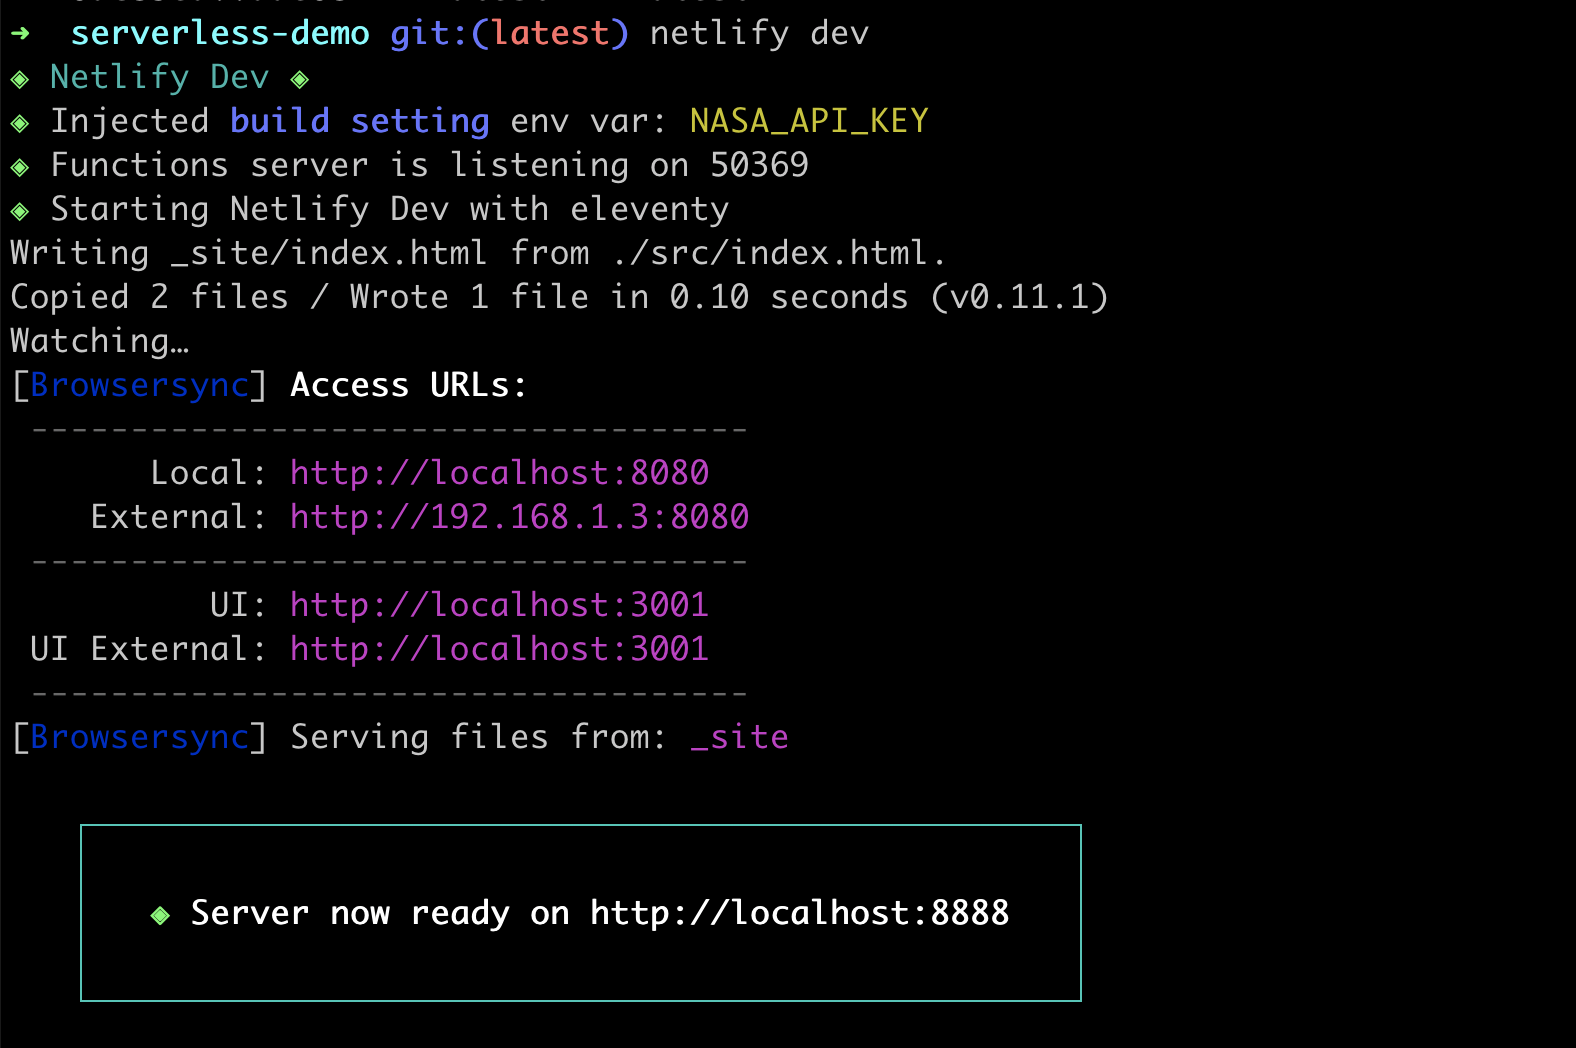 ➜  serverless-demo git:(latest) netlify dev
◈ Netlify Dev ◈
◈ Injected build setting env var: NASA_API_KEY
◈ Functions server is listening on 50369
◈ Starting Netlify Dev with eleventy
Writing _site/index.html from ./src/index.html.
Copied 2 files / Wrote 1 file in 0.10 seconds (v0.11.1)
Watching…
[Browsersync] Access URLs:
------------------------------------
Local: http://localhost:8080
External: http://192.168.1.3:8080
------------------------------------
UI: http://localhost:3001
UI External: http://localhost:3001
------------------------------------
[Browsersync] Serving files from: _site
◈ Server now ready on http://localhost:8888